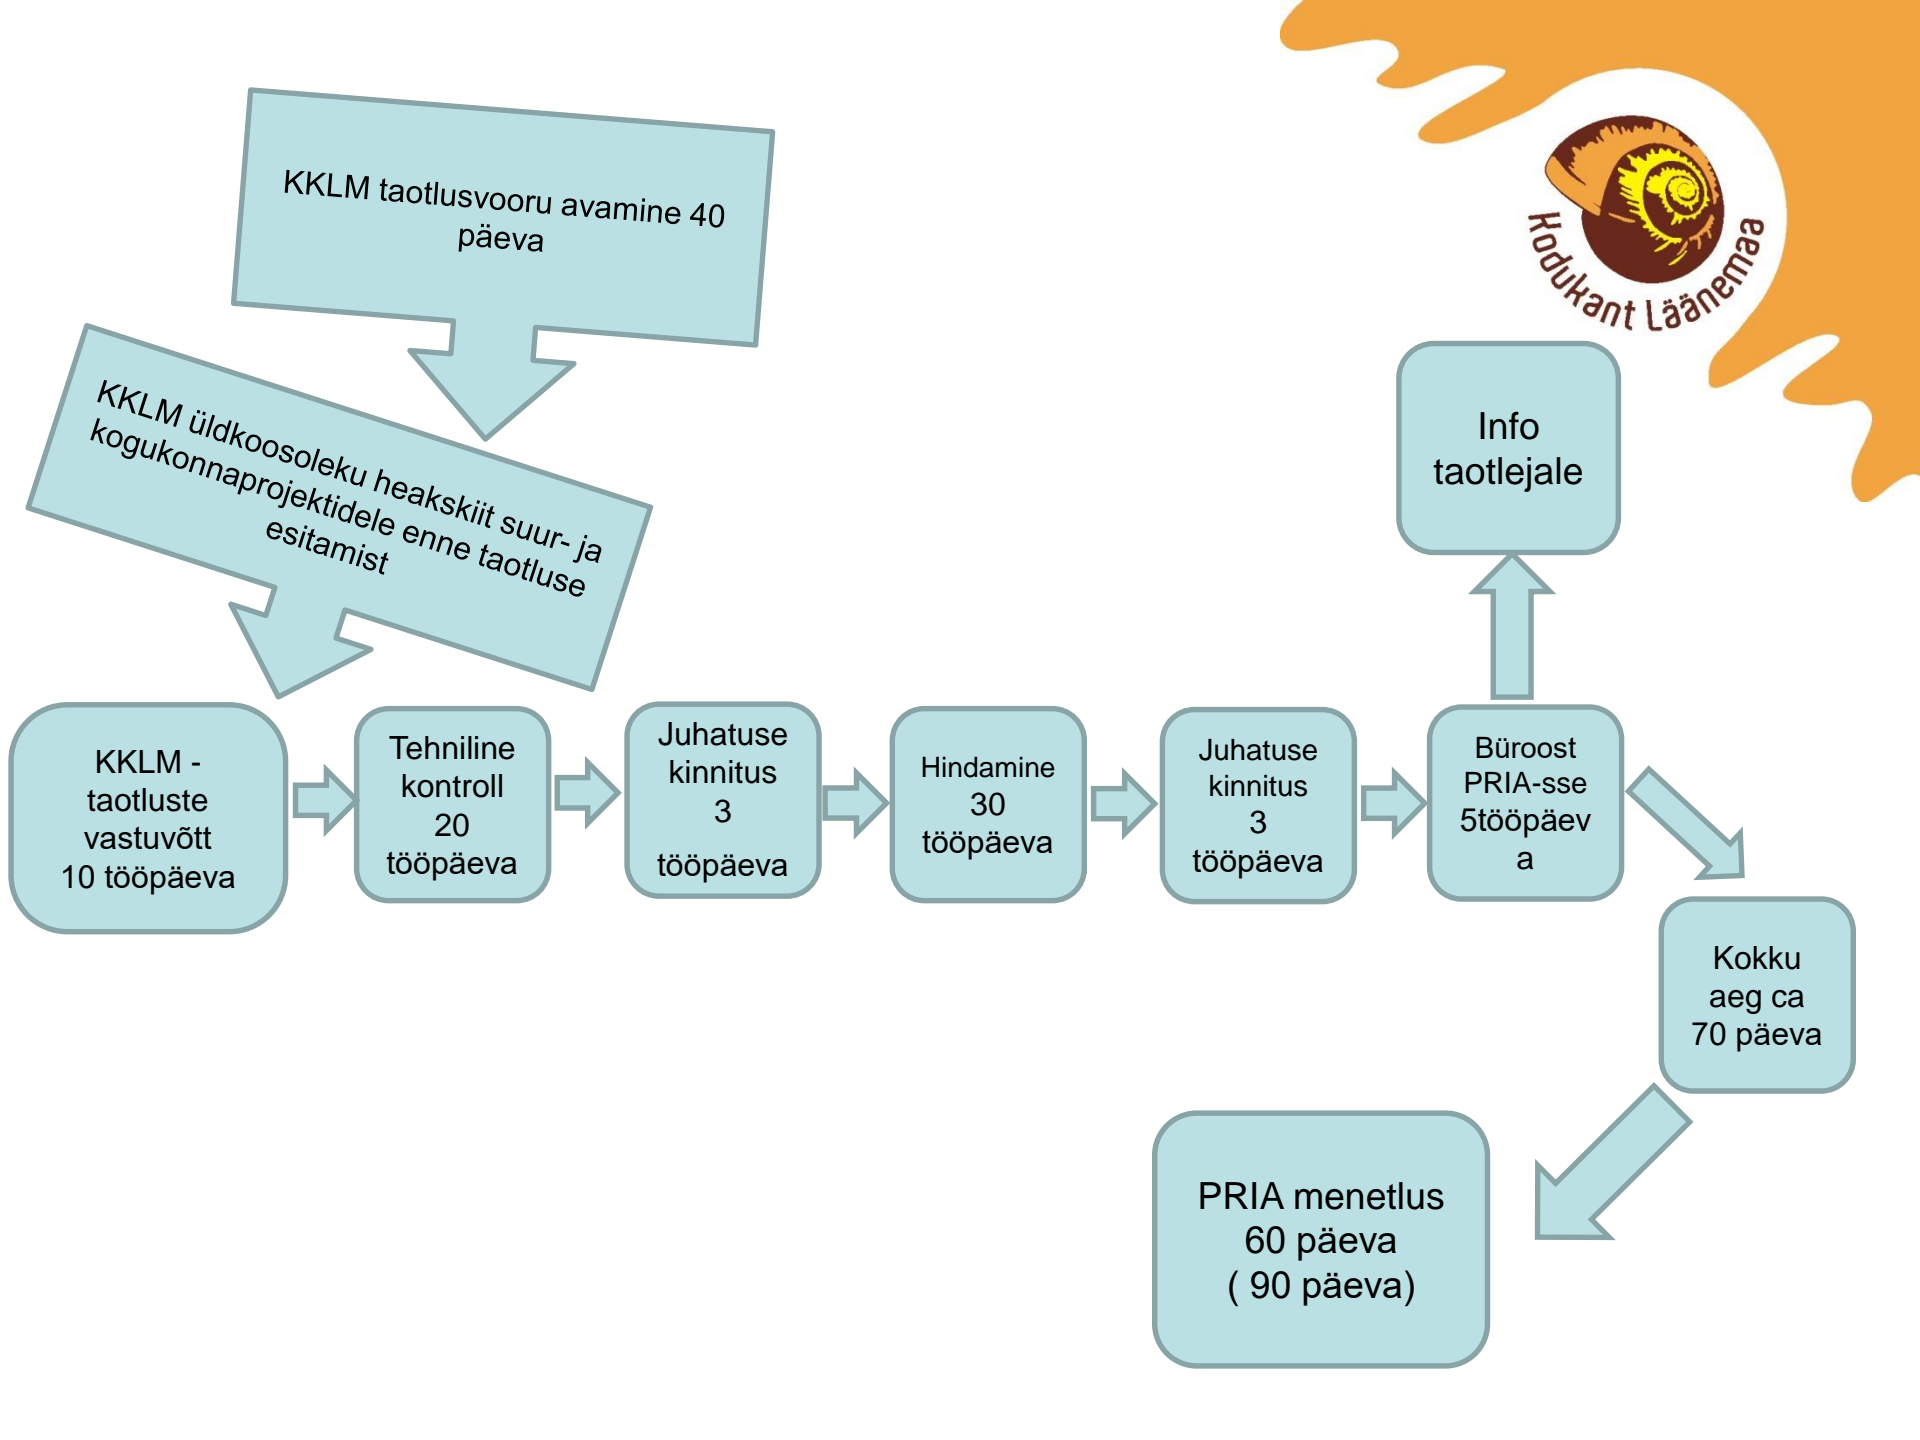 KKLM taotlusvooru avamine 40
päeva
KKLM üldkoosoleku heakskiit suur- ja
kogukonnaprojektidele enne taotluse
esitamist
Kodukant Läänemaa
Info
taotlejale
KKLM -
taotluste
vastuvõtt
10 tööpäeva
Tehniline
kontroll
20
tööpäeva
Juhatuse
kinnitus
3
tööpäeva
Hindamine
30
tööpäeva
Juhatuse
kinnitus
3
tööpäeva
Büroost
PRIA-sse
5tööpäev
a
Kokku
aeg ca
70 päeva
PRIA menetlus
60 päeva
( 90 päeva)